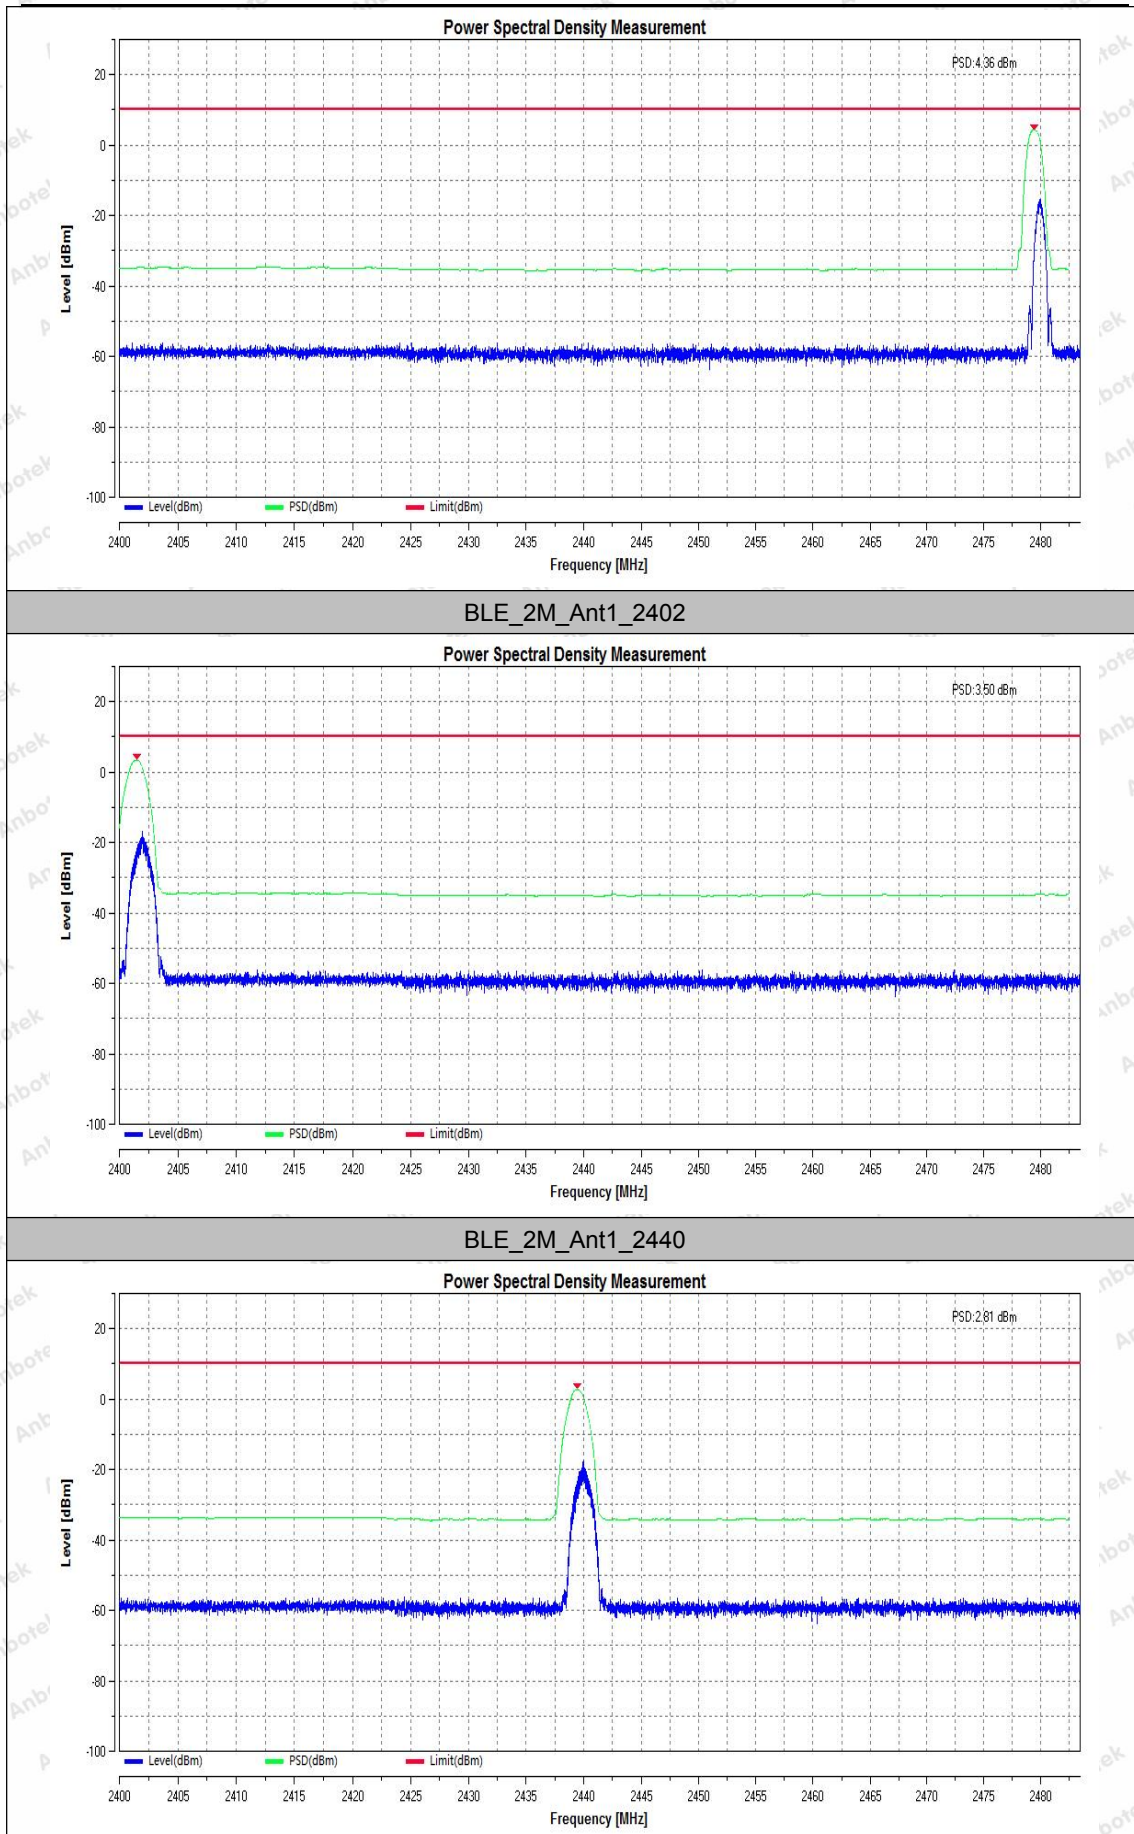 Power Spectral Density Measurement
PSD:4.36 dBm
Level [dBm]
20
0
-20
-40
-60
-80
-100
Level(dBm) PSD(dBm) Limit(dBm)
2400 2405 2410 2415 2420 2425 2430 2435 2440 2445 2450 2455 2460 2465 2470 2475 2480
Frequency [MHz]
BLE_2M_Ant1_2402
Power Spectral Density Measurement
PSD:3.50 dBm
Level [dBm]
20
0
-20
-40
-60
-80
-100
Level(dBm) PSD(dBm) Limit(dBm)
2400 2405 2410 2415 2420 2425 2430 2435 2440 2445 2450 2455 2460 2465 2470 2475 2480
Frequency [MHz]
BLE_2M_Ant1_2440
Power Spectral Density Measurement
PSD:2.81 dBm
Level [dBm]
20
0
-20
-40
-60
-80
-100
Level(dBm) PSD(dBm) Limit(dBm)
2400 2405 2410 2415 2420 2425 2430 2435 2440 2445 2450 2455 2460 2465 2470 2475 2480
Frequency [MHz]